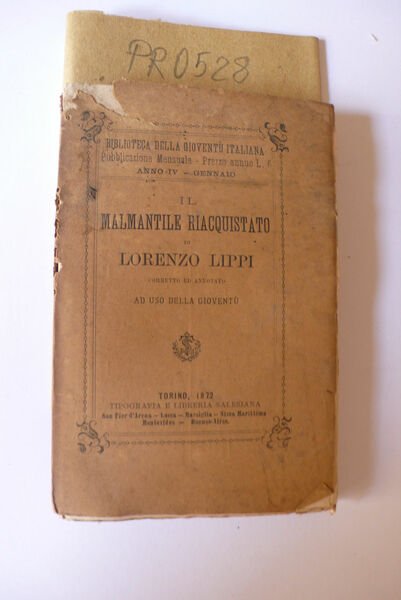 PR0528
BIBLIOTECA DELLA GIOVENTÙ ITALIANA
Pubblicazione Mensuale - Prezzo annuo L. 6
ANNO IV - GENNAIO
IL
MALMANTILE RIACQUISTATO
DI
LORENZO LIPPI
CORRETTO ED ANNOTATO
AD USO DELLA GIOVENTÙ
TORINO, 1872
TIPOGRAFIA E LIBRERIA SALESIANA
San Pier d'Arena - Lucca - Marsiglia - Nizza Marittima
Montevideo - Buenos-Aires.